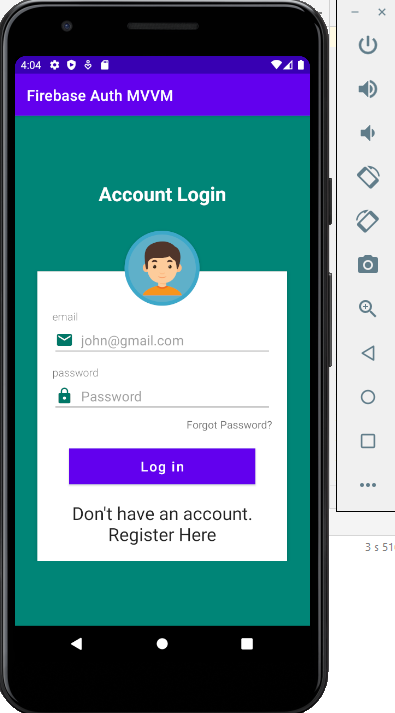 4:04
Firebase Auth MVVM
Account Login
email
john@gmail.com
password
Password
Forgot Password?
Log in
Don't have an account.
Register Here
3 s 51